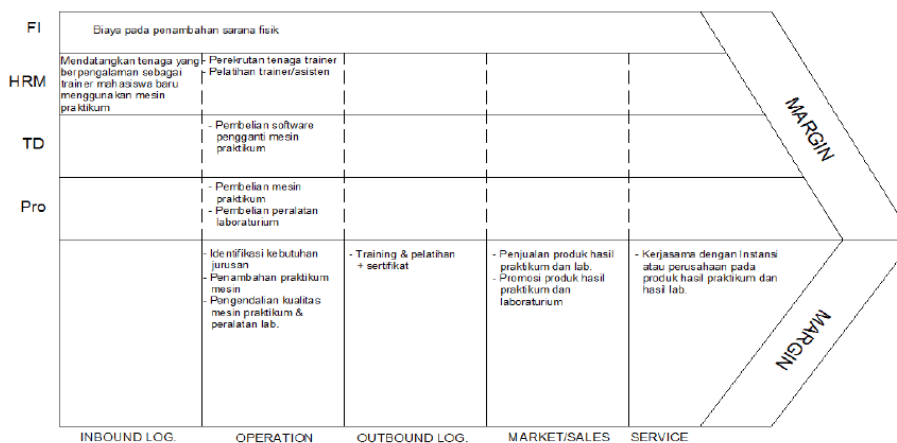 FI
Biaya pada penambahan sarana fisik
HRM
Mendatangkan tenaga yang
berpengalaman sebagai
trainer mahasiswa baru
menggunakan mesin
praktikum
- Perekrutan tenaga trainer
- Pelatihan trainer/asisten
TD
- Pembelian software
pengganti mesin
praktikum
Pro
- Pembelian mesin
praktikum
- Pembelian peralatan
laboraturium
- Identifikasi kebutuhan
jurusan
- Penambahan praktikum
mesin
- Pengendalian kualitas
mesin praktikum &
peralatan lab.
- Training & pelatihan
+ sertifikat
- Penjualan produk hasil
praktikum dan lab.
- Promosi produk hasil
praktikum dan
laboraturium
- Kerjasama dengan Instansi
atau perusahaan pada
produk hasil praktikum dan
hasil lab.
MARGIN
MARGIN
INBOUND LOG.
OPERATION
OUTBOUND LOG.
MARKET/SALES
SERVICE